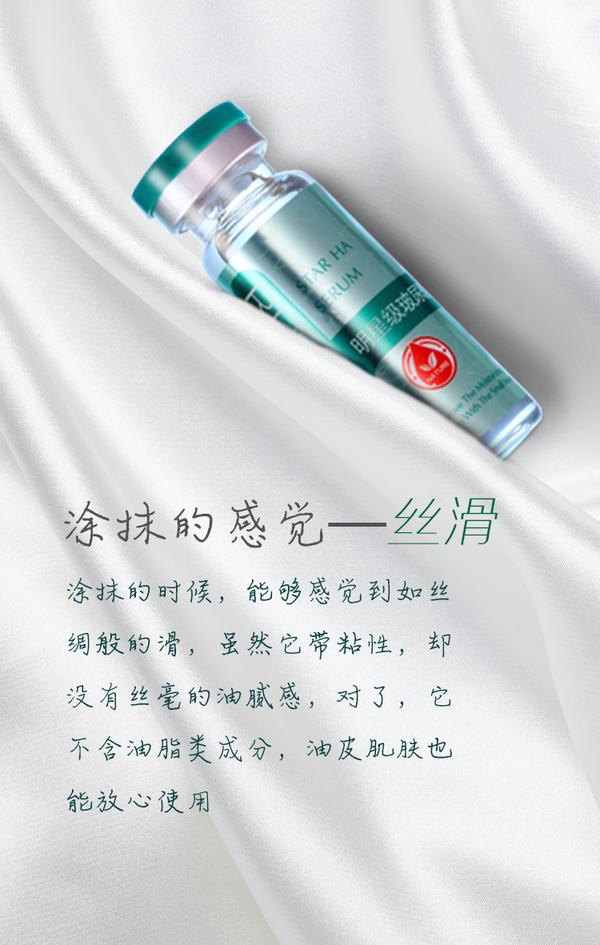 STAR HA
SERUM
明星级玻尿
NATURE
涂抹的感觉——丝滑
涂抹的时候，能够感觉到如丝
绸般的滑，虽然它带粘性，却
没有丝毫的油腻感，对了，它
不含油脂类成分，油皮肌肤也
能放心使用